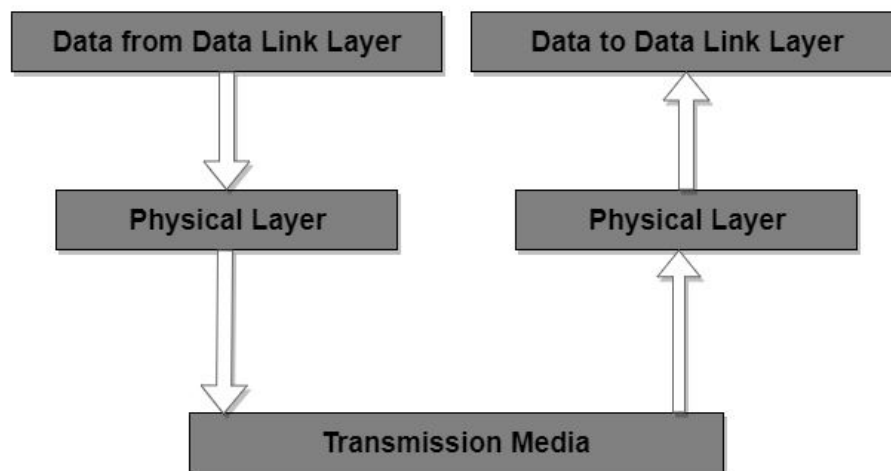 Data from Data Link Layer
Data to Data Link Layer
Physical Layer
Physical Layer
Transmission Media